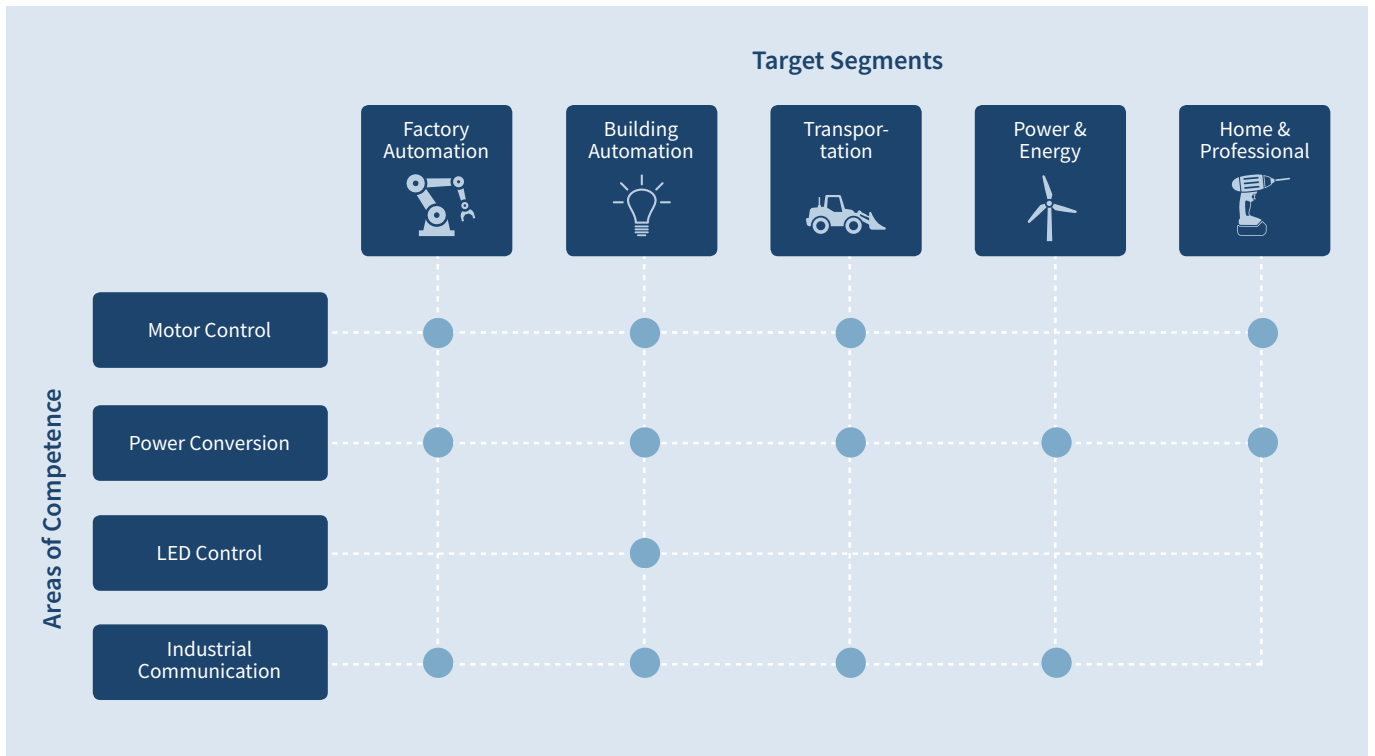 Target Segments
Factory
Automation
Building
Automation
Transpor-
tation
Power &
Energy
Home &
Professional
Areas of Competence
Motor Control
Power Conversion
LED Control
Industrial
Communication